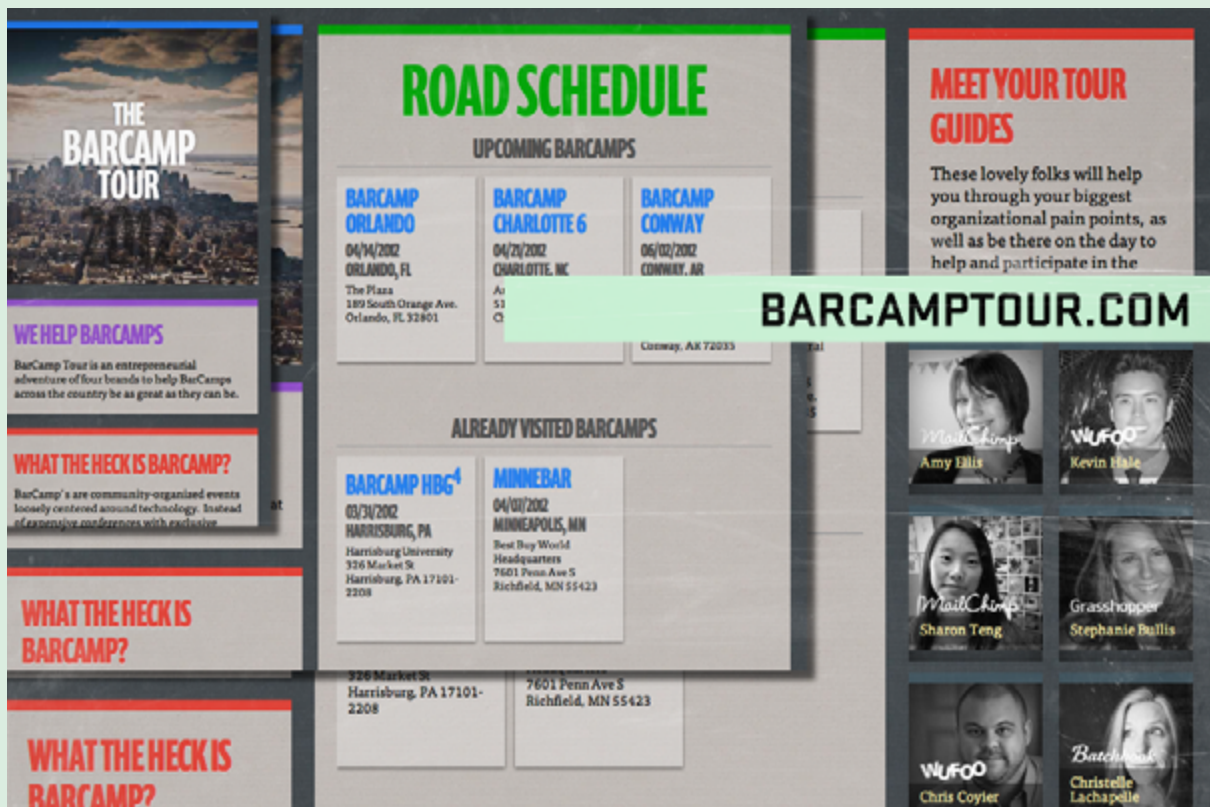 THE
BARCAMP
TOUR
2012
WE HELP BARCAMPS
BarCamp Tour is an entrepreneurial
adventure of four brands to help BarCamps
across the country be as great as they can be.
WHAT THE HECK IS BARCAMP?
BarCamp's are community-organized events
loosely centered around technology. Instead
of expensive conferences with exclusive
at
WHAT THE HECK IS
BARCAMP?
WHAT THE HECK IS
BARCAMP?
ROAD SCHEDULE
UPCOMING BARCAMPS
BARCAMP
ORLANDO
04/14/2012
ORLANDO, FL
The Plaza
189 South Orange Ave.
Orlando, FL 32801
BARCAMP
CHARLOTTE 6
04/21/2012
CHARLOTTE, NC
BARCAMP
CONWAY
06/02/2012
CONWAY, AR
Conway, AR 72035
ALREADY VISITED BARCAMPS
BARCAMP HBG4
03/31/2012
HARRISBURG, PA
Harrisburg University
326 Market St
Harrisburg, PA 17101-
2208
MINNEBAR
04/07/2012
MINNEAPOLIS, MN
Best Buy World
Headquarters
7601 Penn Ave S
Richfield, MN 55423
326 Market St
Harrisburg, PA 17101-
2208
7601 Penn Ave S
Richfield, MN 55423
MEET YOUR TOUR
GUIDES
These lovely folks will help
you through your biggest
organizational pain points, as
well as be there on the day to
help and participate in the
BARCAMPTOUR.COM
MailChimp
Amy Ellis
WUFOO
Kevin Hale
MailChimp
Sharon Teng
Grasshopper
Stephanie Bullis
WUFOO
Chris Coyier
Batchbook
Christelle
Lachapelle